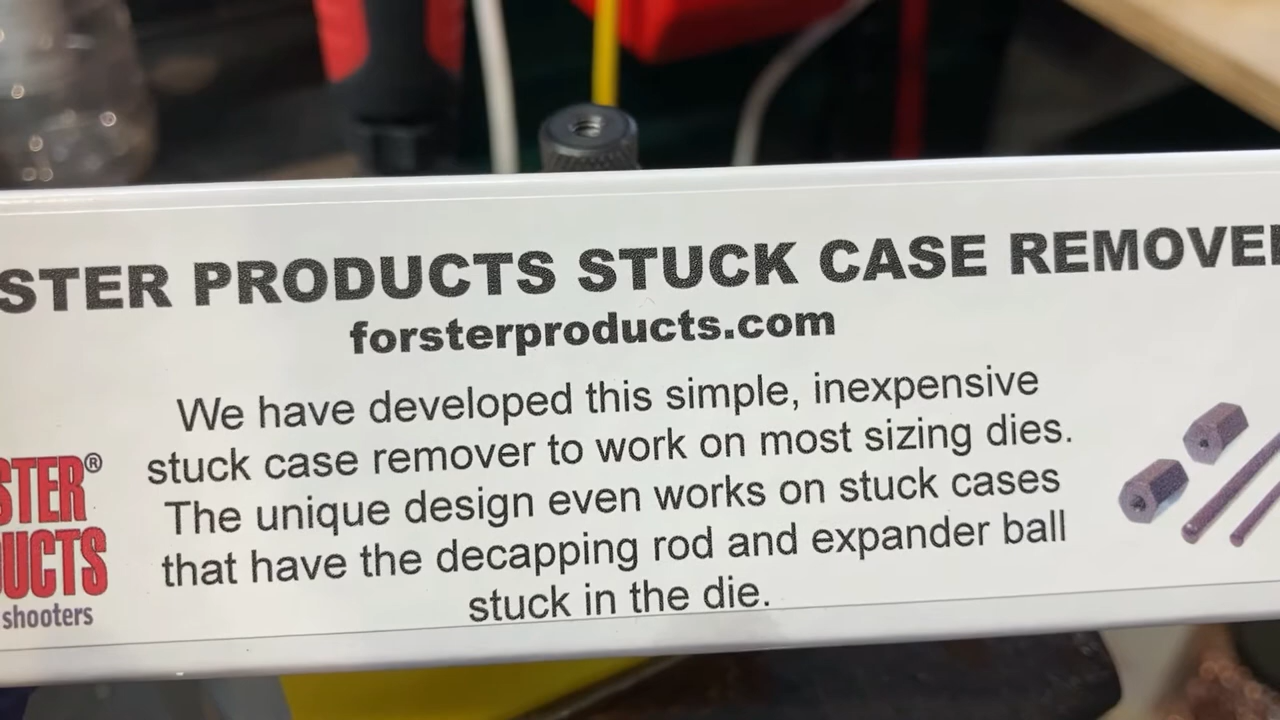 STER PRODUCTS STUCK CASE REMOVER
forsterproducts.com
We have developed this simple, inexpensive
stuck case remover to work on most sizing dies.
The unique design even works on stuck cases
that have the decapping rod and expander ball
stuck in the die.
STER®
UCTS
shooters